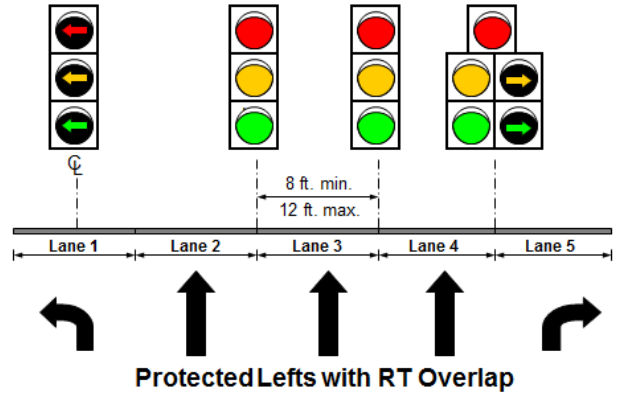 ℄
8 ft. min.
12 ft. max.
Lane 1 Lane 2 Lane 3 Lane 4 Lane 5
Protected Lefts with RT Overlap